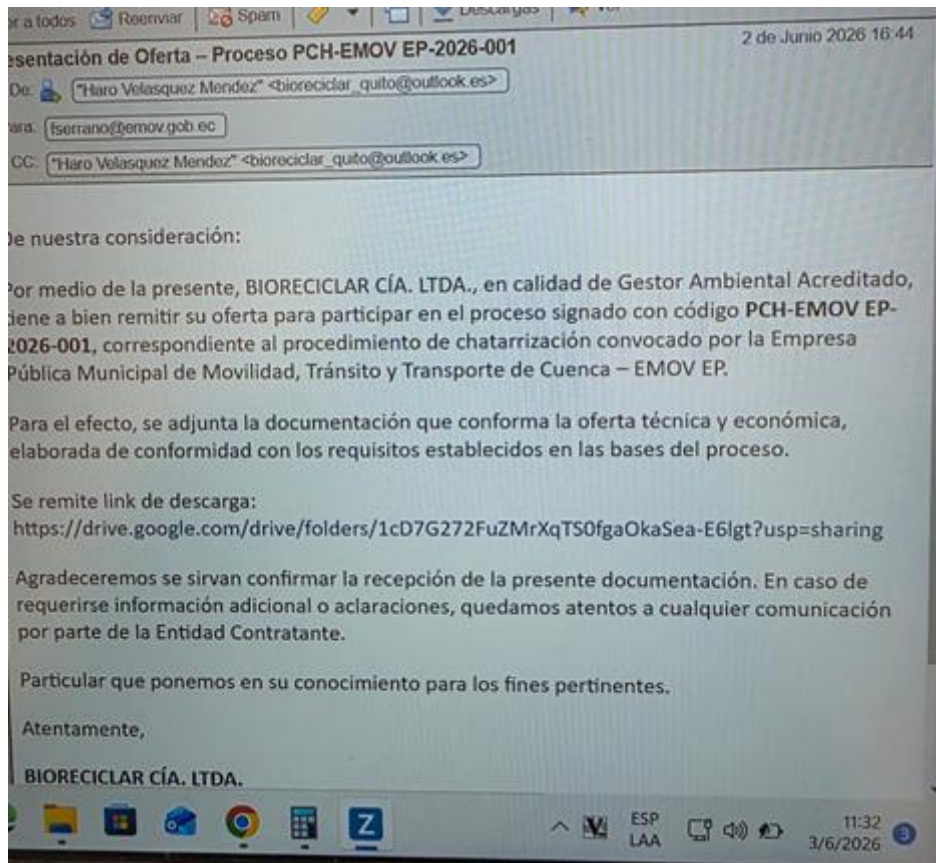 r a todos Reenviar Spam Descargas Ver
esentación de Oferta – Proceso PCH-EMOV EP-2026-001
2 de Junio 2026 16:44
De: "Haro Velasquez Mendez" <bioreciclar_quito@outlook.es>
ara: fserrano@emov.gob.ec
CC: "Haro Velasquez Mendez" <bioreciclar_quito@outlook.es>
De nuestra consideración:
Por medio de la presente, BIORECICLAR CÍA. LTDA., en calidad de Gestor Ambiental Acreditado,
tiene a bien remitir su oferta para participar en el proceso signado con código PCH-EMOV EP-
2026-001, correspondiente al procedimiento de chatarrización convocado por la Empresa
Pública Municipal de Movilidad, Tránsito y Transporte de Cuenca – EMOV EP.
Para el efecto, se adjunta la documentación que conforma la oferta técnica y económica,
elaborada de conformidad con los requisitos establecidos en las bases del proceso.
Se remite link de descarga:
https://drive.google.com/drive/folders/1cD7G272FuZMrXqTS0fgaOkaSea-E6lgt?usp=sharing
Agradeceremos se sirvan confirmar la recepción de la presente documentación. En caso de
requerirse información adicional o aclaraciones, quedamos atentos a cualquier comunicación
por parte de la Entidad Contratante.
Particular que ponemos en su conocimiento para los fines pertinentes.
Atentamente,
BIORECICLAR CÍA. LTDA.
Z
ESP
LAA
11:32
3/6/2026
3